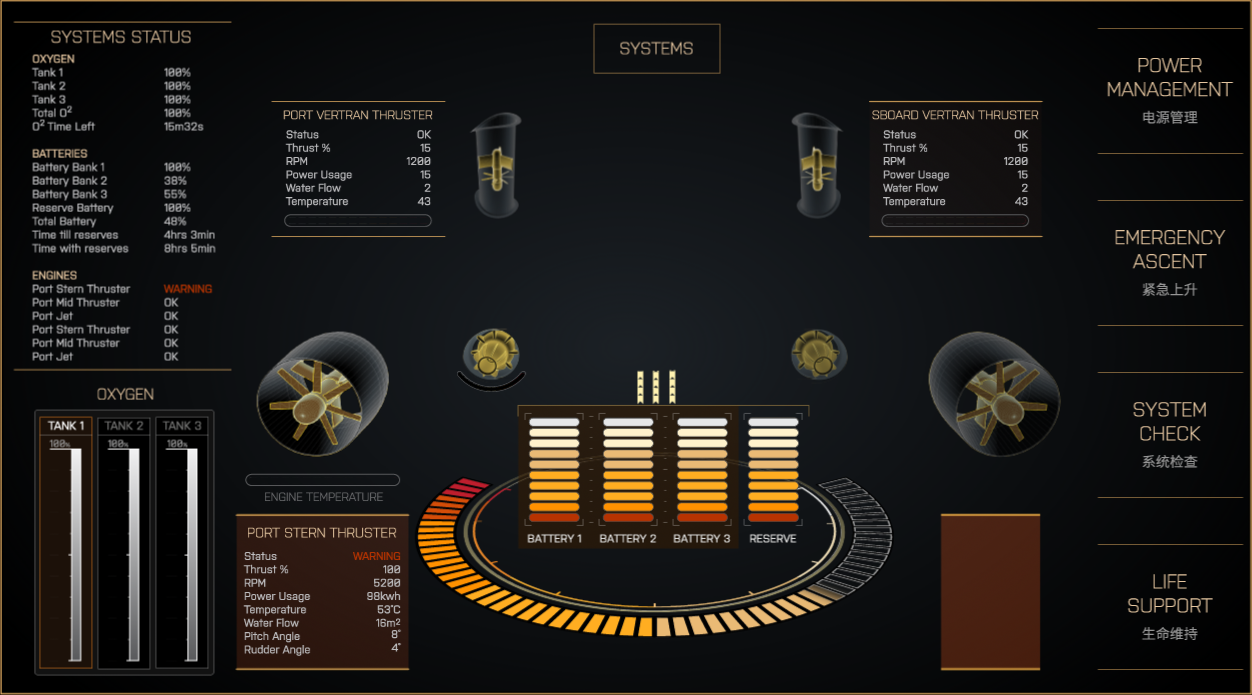 SYSTEMS STATUS
OXYGEN
Tank 1 100%
Tank 2 100%
Tank 3 100%
Total O² 100%
O² Time Left 15m32s
BATTERIES
Battery Bank 1 100%
Battery Bank 2 38%
Battery Bank 3 55%
Reserve Battery 100%
Total Battery 48%
Time till reserves 4hrs 3min
Time with reserves 8hrs 5min
ENGINES
Port Stern Thruster WARNING
Port Mid Thruster OK
Port Jet OK
Port Stern Thruster OK
Port Mid Thruster OK
Port Jet OK
OXYGEN
TANK 1 TANK 2 TANK 3
100% 100% 100%
SYSTEMS
PORT VERTRAN THRUSTER
Status OK
Thrust % 15
RPM 1200
Power Usage 15
Water Flow 2
Temperature 43
SBOARD VERTRAN THRUSTER
Status OK
Thrust % 15
RPM 1200
Power Usage 15
Water Flow 2
Temperature 43
ENGINE TEMPERATURE
PORT STERN THRUSTER
Status WARNING
Thrust % 100
RPM 5200
Power Usage 98kwh
Temperature 53°C
Water Flow 16m²
Pitch Angle 8°
Rudder Angle 4°
BATTERY 1 BATTERY 2 BATTERY 3 RESERVE
POWER
MANAGEMENT
电源管理
EMERGENCY
ASCENT
紧急上升
SYSTEM
CHECK
系统检查
LIFE
SUPPORT
生命维持